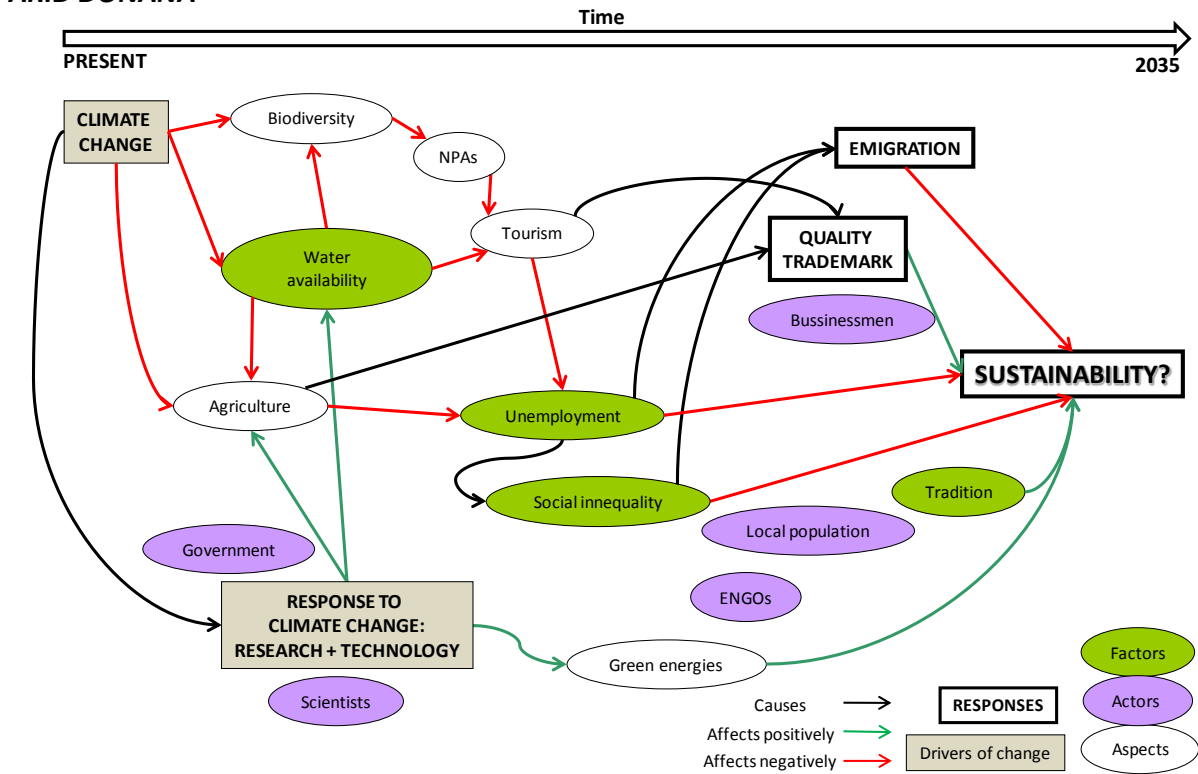 ARID DOÑANA
Time
PRESENT
2035
CLIMATE
CHANGE
Biodiversity
NPAs
EMIGRATION
Tourism
QUALITY
TRADEMARK
Water
availability
Bussinessmen
SUSTAINABILITY?
Agriculture
Unemployment
Social innequality
Tradition
Local population
Government
ENGOs
RESPONSE TO
CLIMATE CHANGE:
RESEARCH + TECHNOLOGY
Green energies
Scientists
Factors
Causes
RESPONSES
Actors
Affects positively
Affects negatively
Drivers of change
Aspects